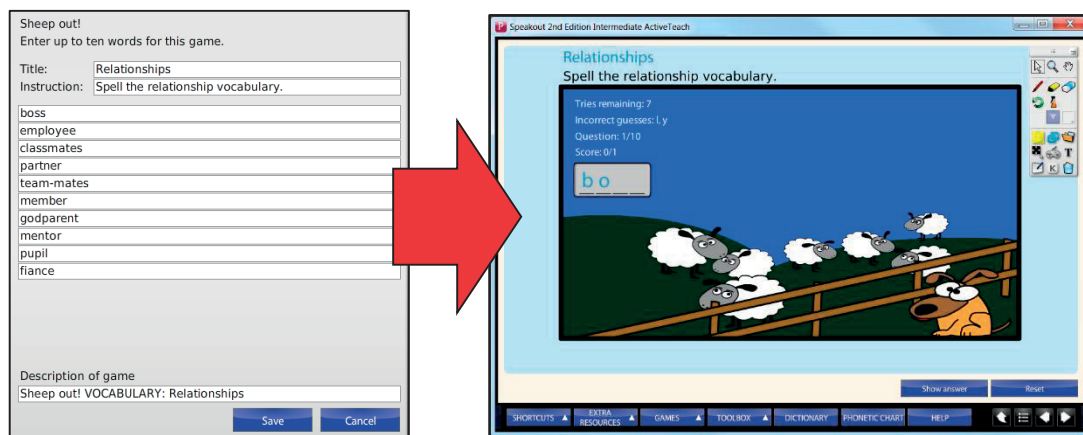 Sheep out!
Enter up to ten words for this game.
Title: Relationships
Instruction: Spell the relationship vocabulary.
boss
employee
classmates
partner
team-mates
member
godparent
mentor
pupil
fiance
Description of game
Sheep out! VOCABULARY: Relationships
Save Cancel
Speakout 2nd Edition Intermediate ActiveTeach
Relationships
Spell the relationship vocabulary.
Tries remaining: 7
Incorrect guesses: l, y
Question: 1/10
Score: 0/1
b o _ _
T
K
Show answer Reset
SHORTCUTS EXTRA RESOURCES GAMES TOOLBOX DICTIONARY PHONETIC CHART HELP